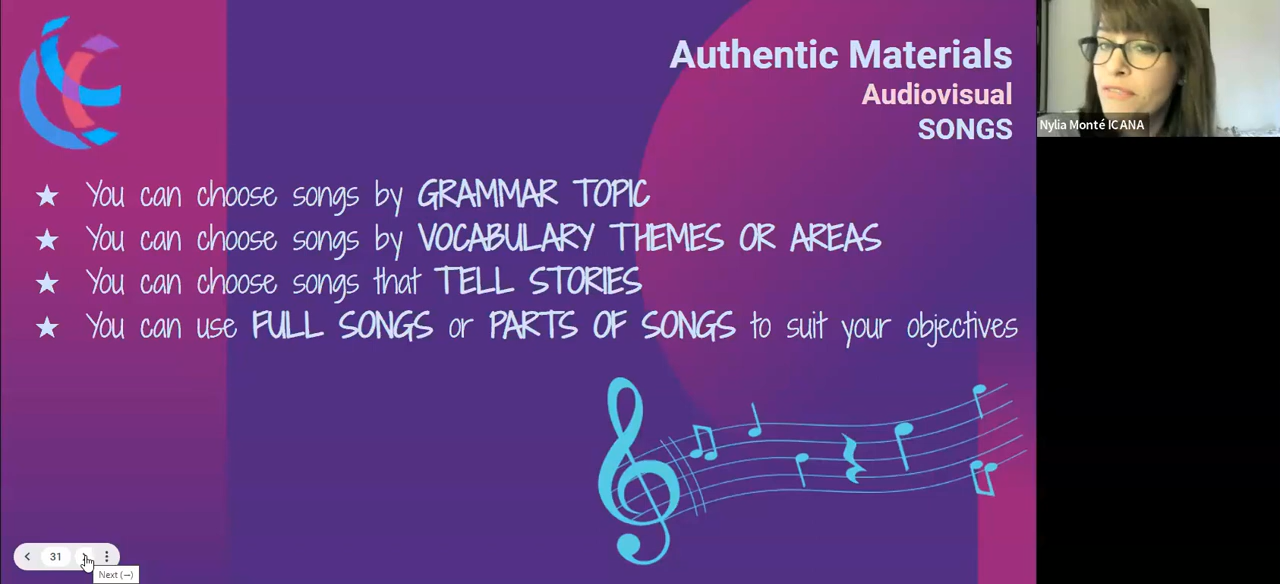 Authentic Materials
Audiovisual
SONGS
Nylia Monté ICANA
★ You can choose songs by GRAMMAR TOPIC
★ You can choose songs by VOCABULARY THEMES OR AREAS
★ You can choose songs that TELL STORIES
★ You can use FULL SONGS or PARTS OF SONGS to suit your objectives
31
Next (→)